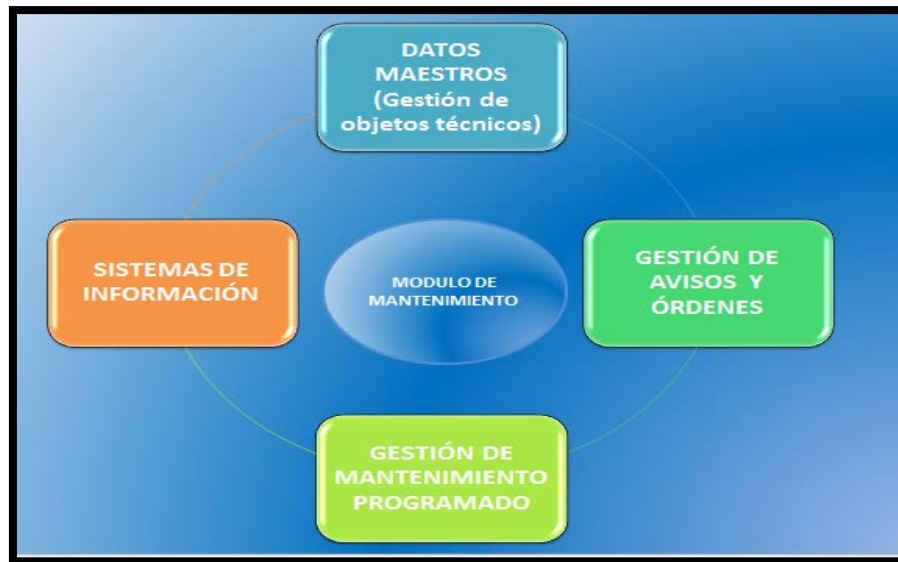 DATOS
MAESTROS
(Gestión de
objetos técnicos)
SISTEMAS DE
INFORMACIÓN
MODULO DE
MANTENIMIENTO
GESTIÓN DE
AVISOS Y
ÓRDENES
GESTIÓN DE
MANTENIMIENTO
PROGRAMADO